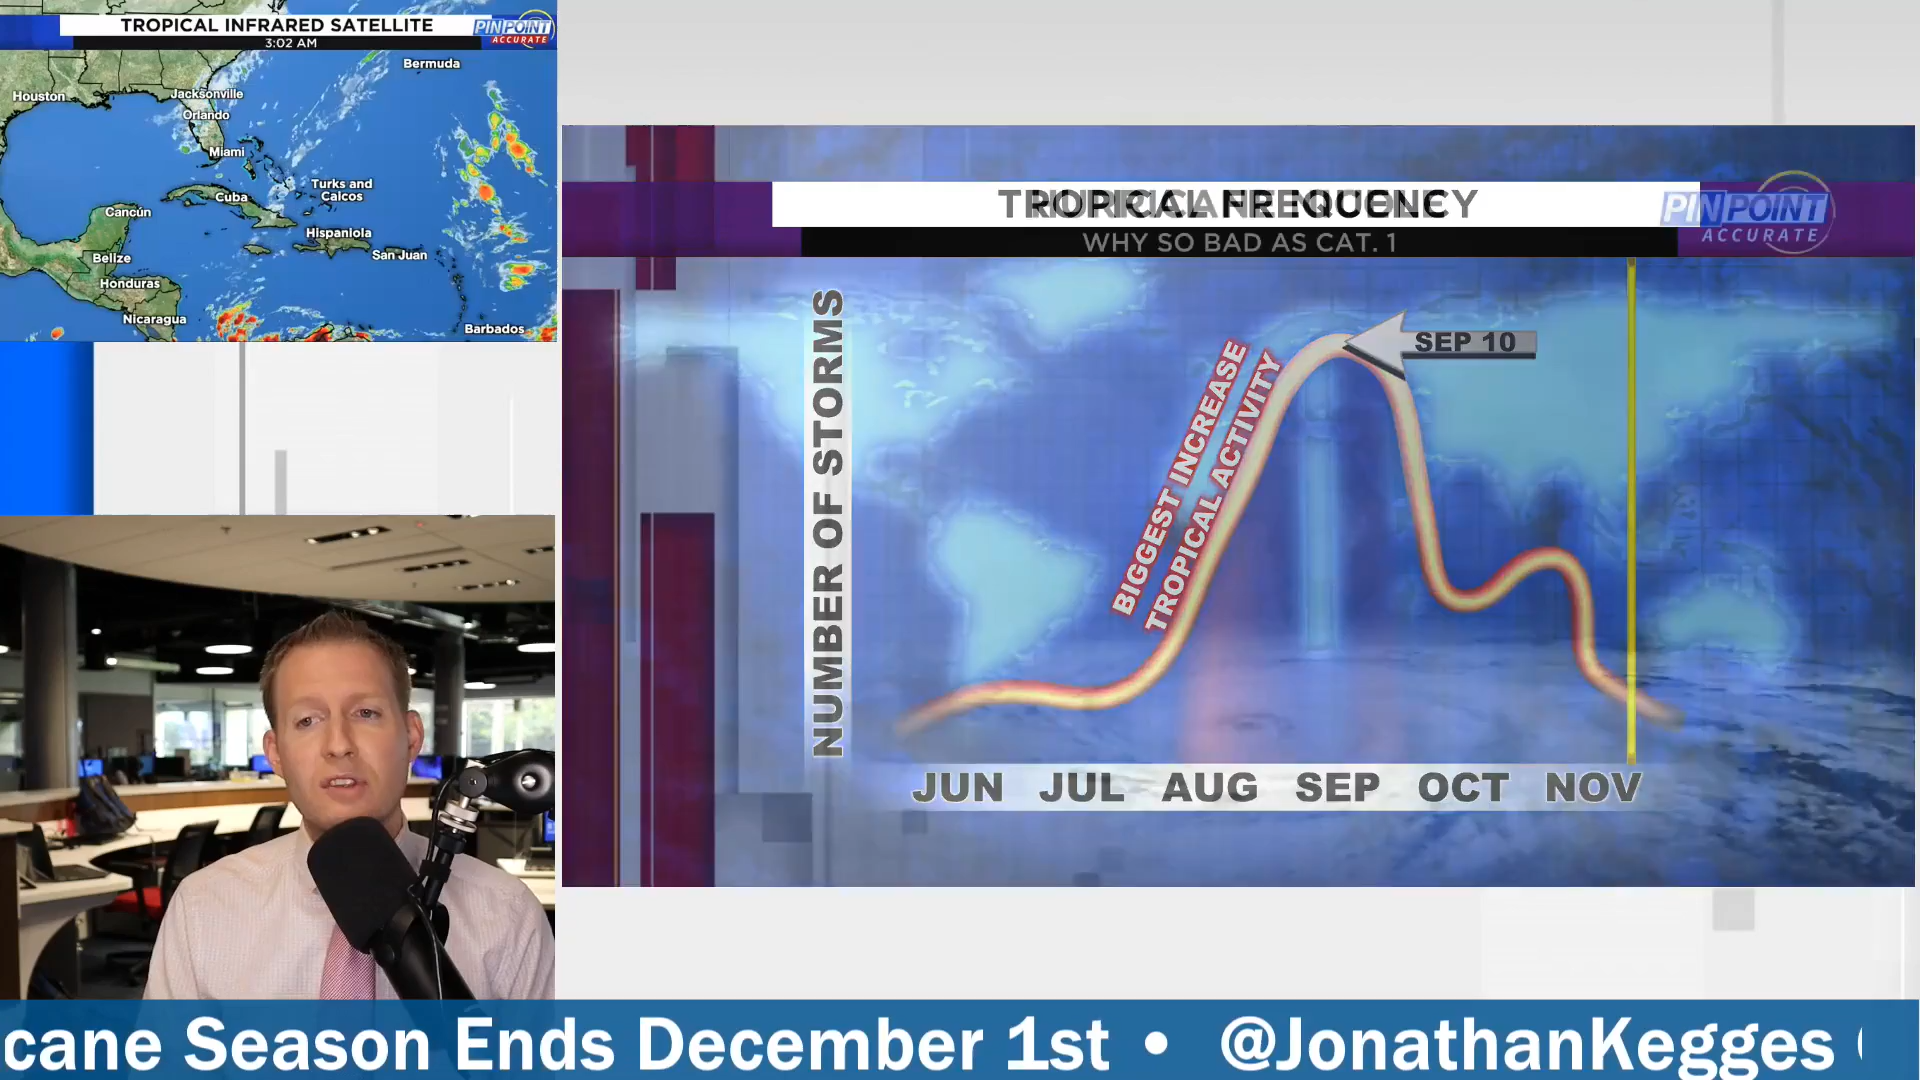 TROPICAL INFRARED SATELLITE
PINPOINT
ACCURATE
3:02 AM
Bermuda
Houston
Jacksonville
Orlando
Miami
Turks and
Caicos
Cuba
Cancún
Hispaniola
San Juan
Belize
Honduras
Nicaragua
Barbados
TROPICAL FREQUENCY
WHY SO BAD AS CAT. 1
PINPOINT
ACCURATE
NUMBER OF STORMS
BIGGEST INCREASE
TROPICAL ACTIVITY
SEP 10
JUN JUL AUG SEP OCT NOV
cane Season Ends December 1st • @JonathanKegges